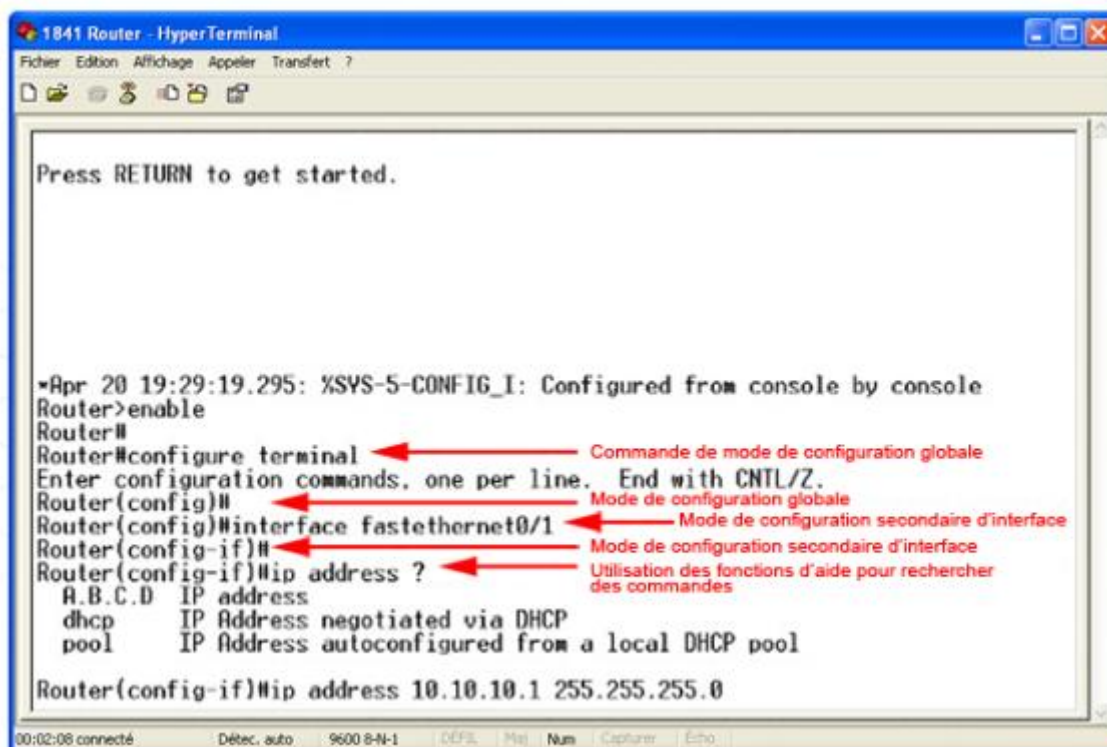 1841 Router - HyperTerminal
Fichier Edition Affichage Appeler Transfert ?
Press RETURN to get started.
*Apr 20 19:29:19.295: %SYS-5-CONFIG_I: Configured from console by console
Router>enable
Router#
Router#configure terminal Commande de mode de configuration globale
Enter configuration commands, one per line. End with CNTL/Z.
Router(config)# Mode de configuration globale
Router(config)#interface fastethernet0/1 Mode de configuration secondaire d'interface
Router(config-if)# Mode de configuration secondaire d'interface
Router(config-if)#ip address ? Utilisation des fonctions d'aide pour rechercher
des commandes
A.B.C.D IP address
dhcp IP Address negotiated via DHCP
pool IP Address autoconfigured from a local DHCP pool
Router(config-if)#ip address 10.10.10.1 255.255.255.0
00:02:08 connecté Détec. auto 9600 8-N-1 DÉFIL Maj Num Capturer Écho